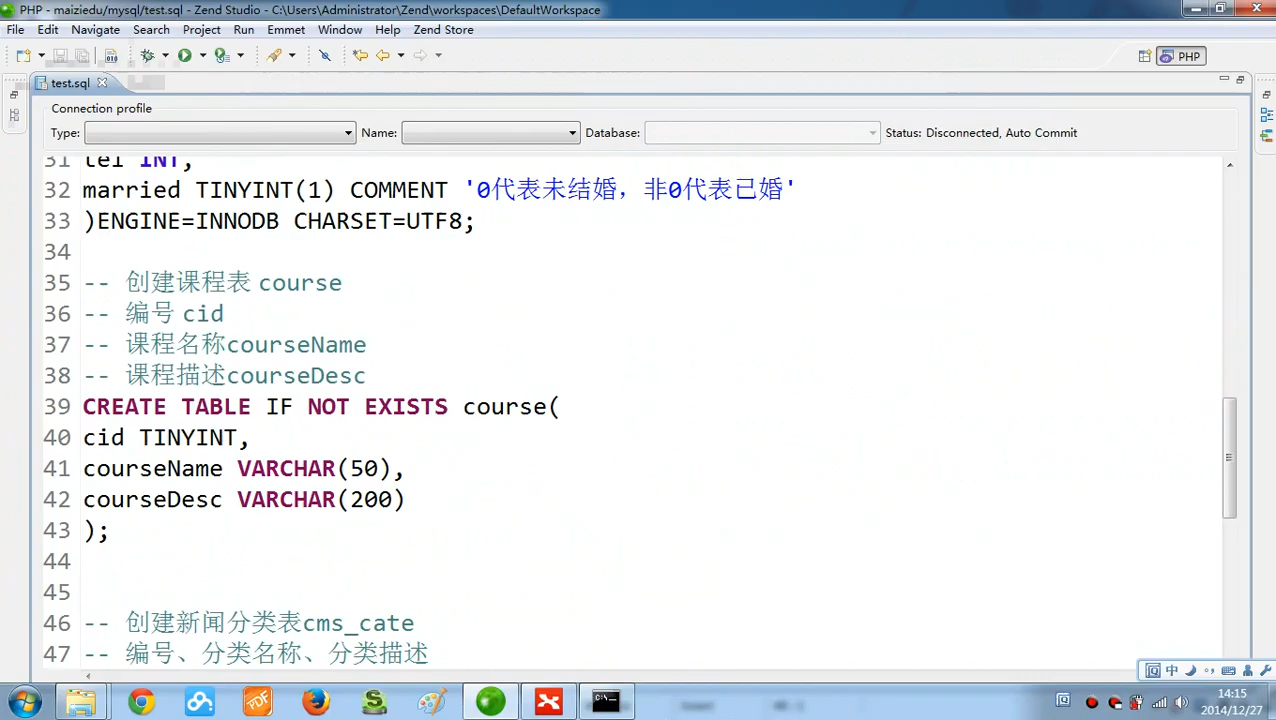 PHP - maiziedu/mysql/test.sql - Zend Studio - C:\Users\Administrator\Zend\workspaces\DefaultWorkspace
File Edit Navigate Search Project Run Emmet Window Help Zend Store
PHP
test.sql
Connection profile
Type: Name: Database: Status: Disconnected, Auto Commit
31 tel INT,
32 married TINYINT(1) COMMENT '0代表未结婚，非0代表已婚'
33 )ENGINE=INNODB CHARSET=UTF8;
34
35 -- 创建课程表 course
36 -- 编号 cid
37 -- 课程名称courseName
38 -- 课程描述courseDesc
39 CREATE TABLE IF NOT EXISTS course(
40 cid TINYINT,
41 courseName VARCHAR(50),
42 courseDesc VARCHAR(200)
43 );
44
45
46 -- 创建新闻分类表cms_cate
47 -- 编号、分类名称、分类描述
中
14:15
2014/12/27